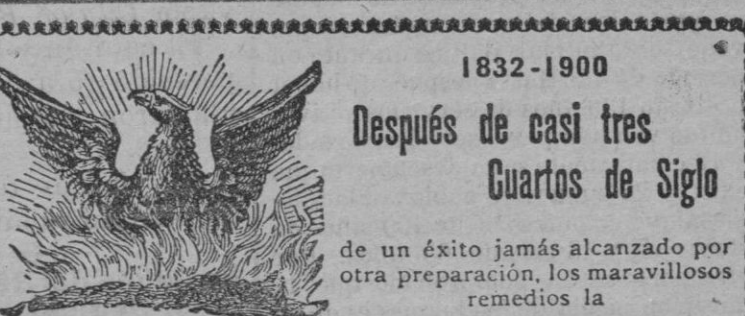 1832-1900
Después de casi tres
Cuartos de Siglo
de un éxito jamás alcanzado por
otra preparación, los maravillosos
remedios la